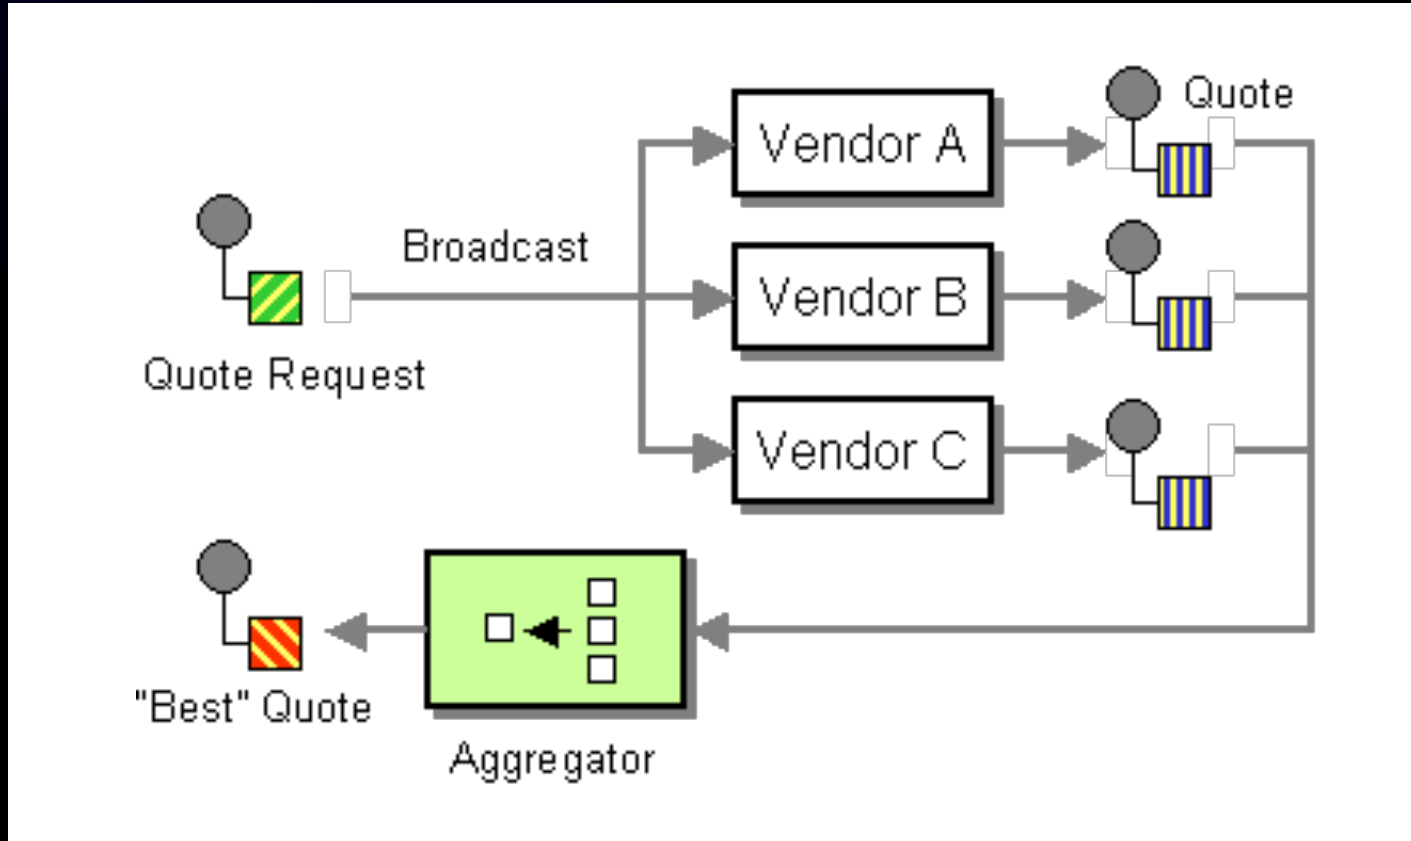 Quote
Vendor A
Broadcast
Vendor B
Quote Request
Vendor C
"Best" Quote
Aggregator